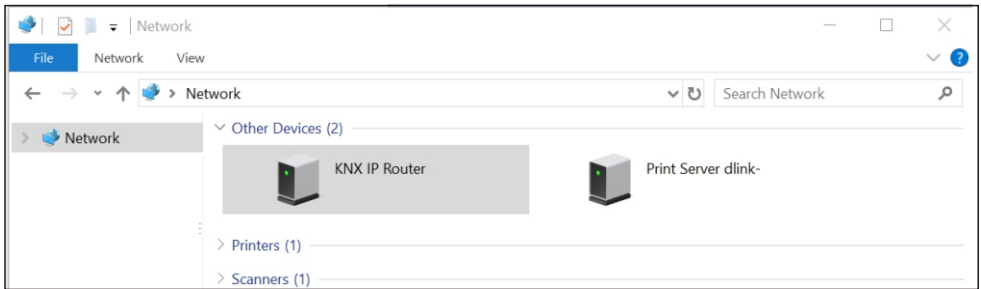 Network
File Network View
?
Network
Search Network
Network
Other Devices (2)
KNX IP Router
Print Server dlink-
Printers (1)
Scanners (1)